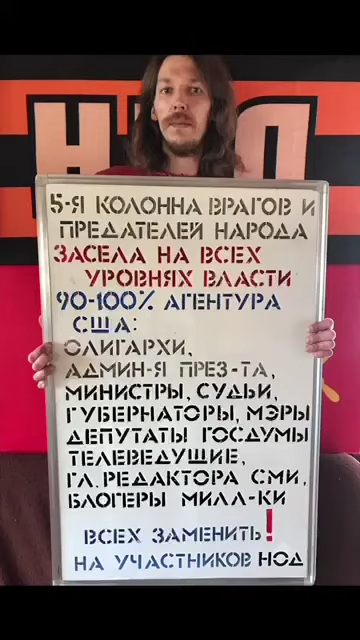 НОД
5-Я КОЛОННА ВРАГОВ И
ПРЕДАТЕЛЕЙ НАРОДА
ЗАСЕЛА НА ВСЕХ
УРОВНЯХ ВЛАСТИ
90-100% АГЕНТУРА
США:
ОЛИГАРХИ,
АДМИН-Я ПРЕЗ-ТА,
МИНИСТРЫ, СУДЬИ,
ГУБЕРНАТОРЫ, МЭРЫ
ДЕПУТАТЫ ГОСДУМЫ
ТЕЛЕВЕДУЩИЕ,
ГЛ. РЕДАКТОРА СМИ,
БЛОГЕРЫ МИЛЛ-КИ
ВСЕХ ЗАМЕНИТЬ!
НА УЧАСТНИКОВ НОД